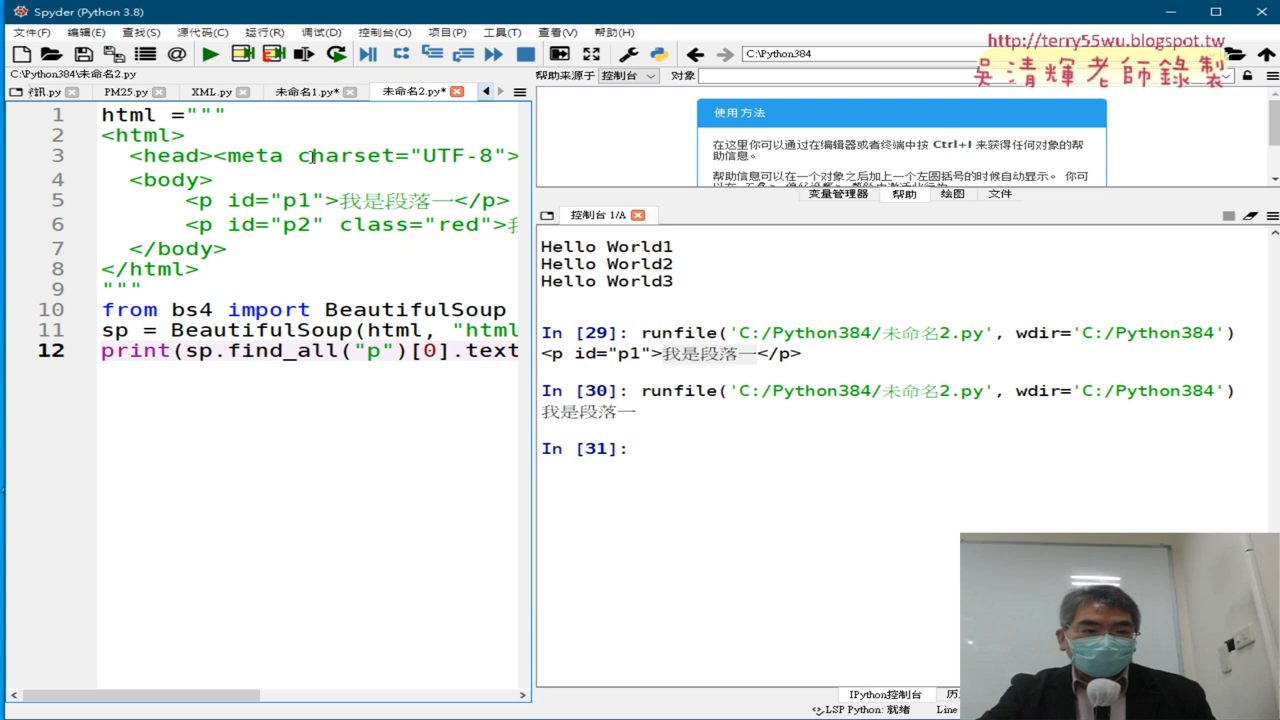 Spyder (Python 3.8)
文件(F) 编辑(E) 查找(S) 源代码(C) 运行(R) 调试(D) 控制台(O) 项目(P) 工具(T) 查看(V) 帮助(H)
http://terry55wu.blogspot.tw
吳清輝老師錄製
C:\Python384
C:\Python384\未命名2.py
帮助来源于 控制台 对象
訊.py PM25.py XML.py 未命名1.py* 未命名2.py*
1 html ="""
2 <html>
3 <head><meta charset="UTF-8">
4 <body>
5 <p id="p1">我是段落一</p>
6 <p id="p2" class="red">我
7 </body>
8 </html>
9 """
10 from bs4 import BeautifulSoup
11 sp = BeautifulSoup(html, "html
12 print(sp.find_all("p")[0].text
使用方法
在这里你可以通过在编辑器或者终端中按 Ctrl+I 来获得任何对象的帮
助信息。
帮助信息可以在一个对象之后加上一个左圆括号的时候自动显示。 你可
变量管理器 帮助 绘图 文件
控制台 1/A
Hello World1
Hello World2
Hello World3
In [29]: runfile('C:/Python384/未命名2.py', wdir='C:/Python384')
<p id="p1">我是段落一</p>
In [30]: runfile('C:/Python384/未命名2.py', wdir='C:/Python384')
我是段落一
In [31]:
IPython控制台 历
LSP Python: 就绪 Line